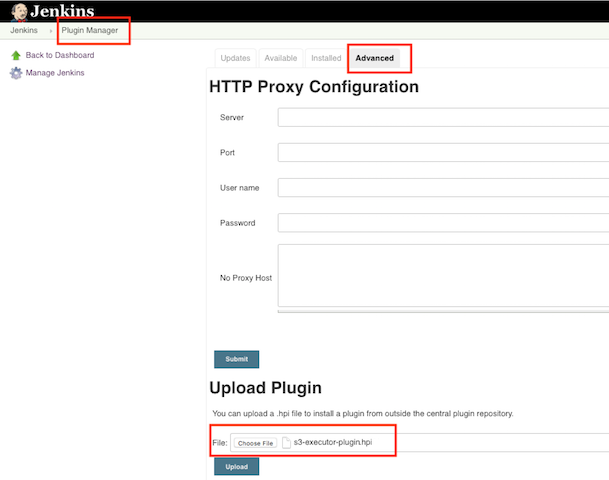 Jenkins
Jenkins › Plugin Manager
Back to Dashboard
Manage Jenkins
Updates Available Installed Advanced
HTTP Proxy Configuration
Server
Port
User name
Password
No Proxy Host
Submit
Upload Plugin
You can upload a .hpi file to install a plugin from outside the central plugin repository.
File: Choose File s3-executor-plugin.hpi
Upload